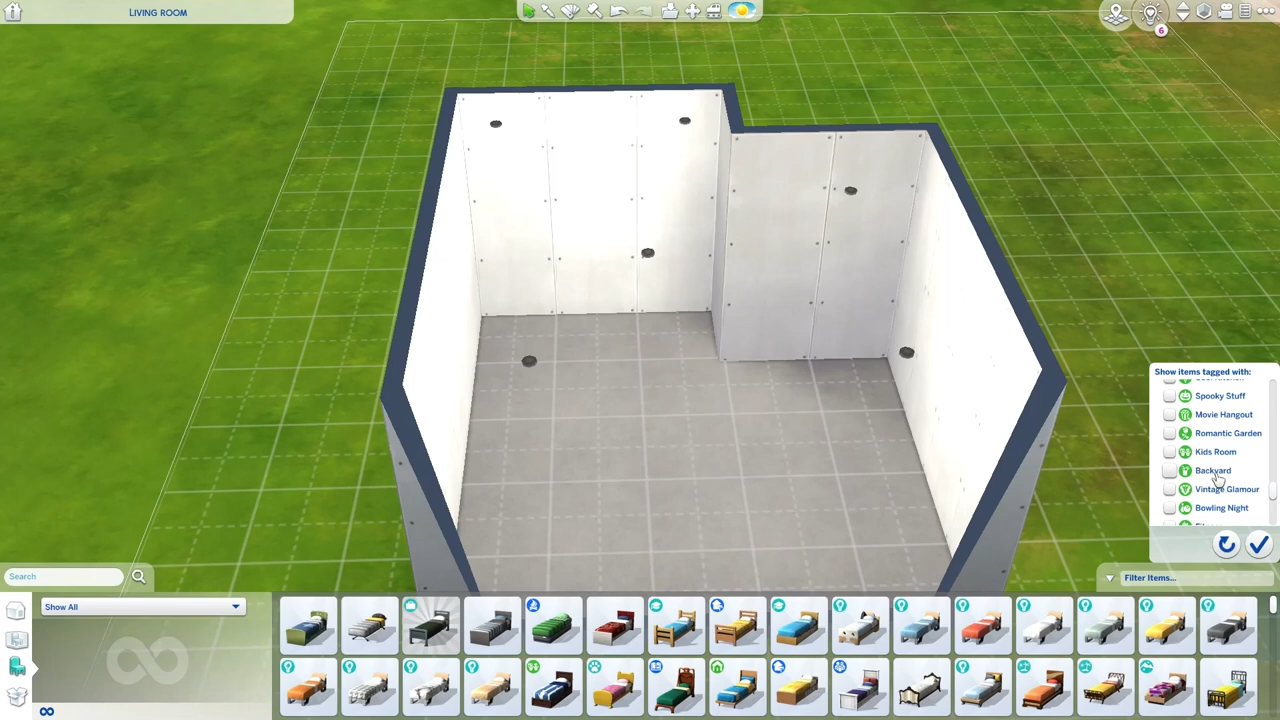 LIVING ROOM
6
Show items tagged with:
Spooky Stuff
Movie Hangout
Romantic Garden
Kids Room
Backyard
Vintage Glamour
Bowling Night
Search
Filter Items...
Show All